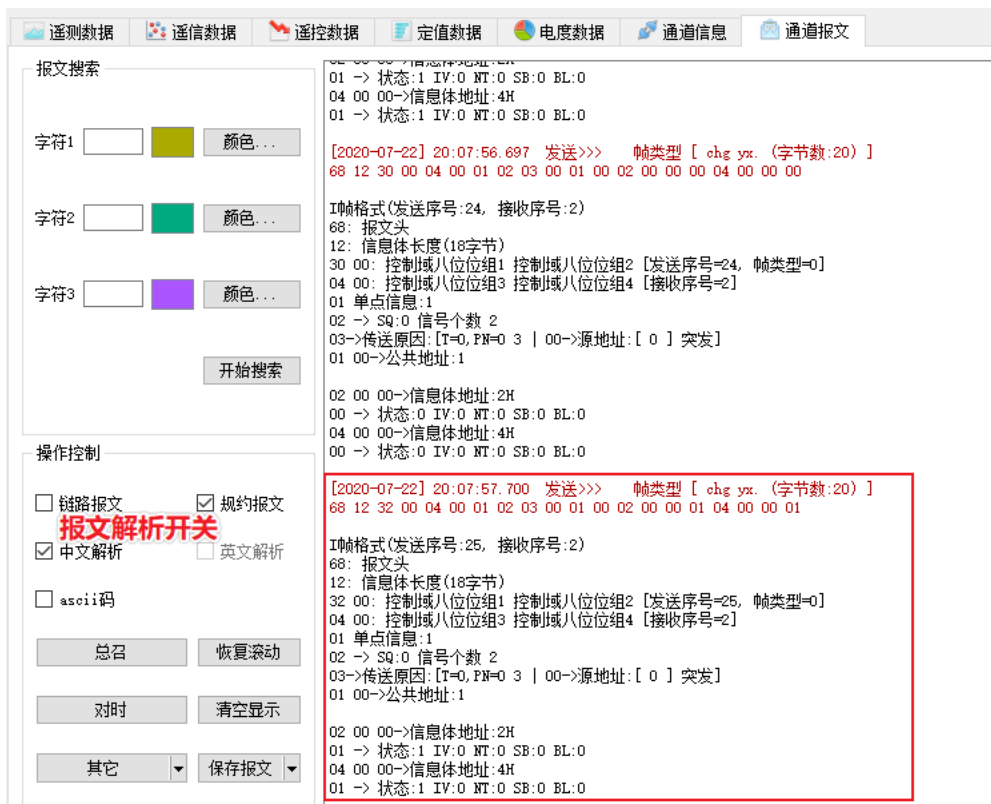 遥测数据 遥信数据 遥控数据 定值数据 电度数据 通道信息 通道报文
报文搜索
字符1 颜色...
字符2 颜色...
字符3 颜色...
开始搜索
操作控制
链路报文 规约报文
报文解析开关
中文解析 英文解析
ascii码
总召 恢复滚动
对时 清空显示
其它 保存报文
02 00 00->信息体地址:2H
01 -> 状态:1 IV:0 NT:0 SB:0 BL:0
04 00 00->信息体地址:4H
01 -> 状态:1 IV:0 NT:0 SB:0 BL:0
[2020-07-22] 20:07:56.697 发送>>> 帧类型 [ chg yx. (字节数:20) ]
68 12 30 00 04 00 01 02 03 00 01 00 02 00 00 00 04 00 00 00
I帧格式(发送序号:24, 接收序号:2)
68: 报文头
12: 信息体长度(18字节)
30 00: 控制域八位位组1 控制域八位位组2 [发送序号=24, 帧类型=0]
04 00: 控制域八位位组3 控制域八位位组4 [接收序号=2]
01 单点信息:1
02 -> SQ:0 信号个数 2
03->传送原因:[T=0,PN=0 3 | 00->源地址:[ 0 ] 突发]
01 00->公共地址:1
02 00 00->信息体地址:2H
00 -> 状态:0 IV:0 NT:0 SB:0 BL:0
04 00 00->信息体地址:4H
00 -> 状态:0 IV:0 NT:0 SB:0 BL:0
[2020-07-22] 20:07:57.700 发送>>> 帧类型 [ chg yx. (字节数:20) ]
68 12 32 00 04 00 01 02 03 00 01 00 02 00 00 01 04 00 00 01
I帧格式(发送序号:25, 接收序号:2)
68: 报文头
12: 信息体长度(18字节)
32 00: 控制域八位位组1 控制域八位位组2 [发送序号=25, 帧类型=0]
04 00: 控制域八位位组3 控制域八位位组4 [接收序号=2]
01 单点信息:1
02 -> SQ:0 信号个数 2
03->传送原因:[T=0,PN=0 3 | 00->源地址:[ 0 ] 突发]
01 00->公共地址:1
02 00 00->信息体地址:2H
01 -> 状态:1 IV:0 NT:0 SB:0 BL:0
04 00 00->信息体地址:4H
01 -> 状态:1 IV:0 NT:0 SB:0 BL:0